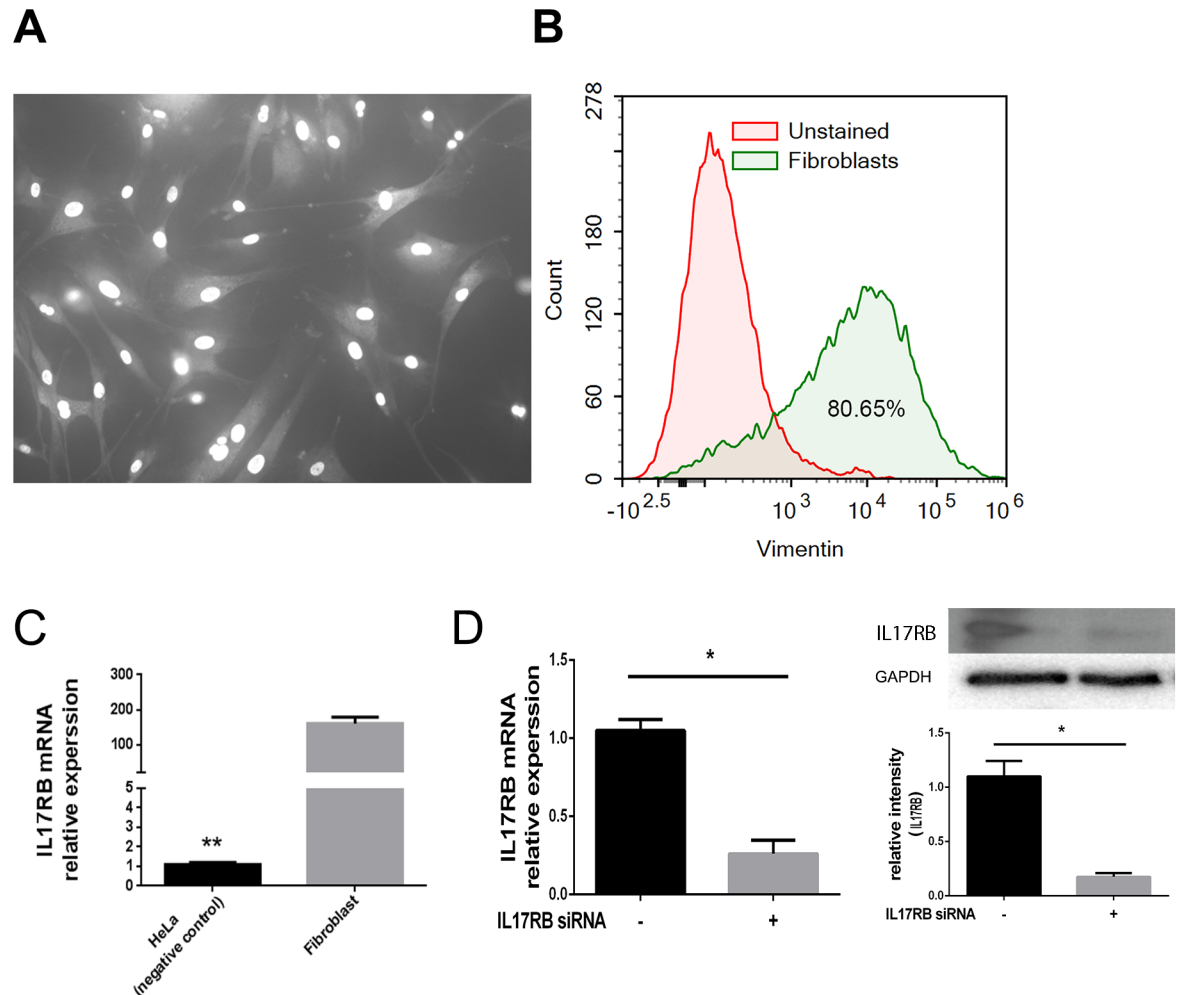 A
B
278
180
120
60
0
Count
Unstained
Fibroblasts
80.65%
-10^2.5
10^3
10^4
10^5
10^6
Vimentin
C
IL17RB mRNA
relative experssion
300
200
100
5
4
3
2
1
0
**
HeLa
(negative control)
Fibroblast
D
IL17RB mRNA
relative experssion
1.5
1.0
0.5
0.0
*
IL17RB siRNA - +
IL17RB
GAPDH
relative intensity
( IL17RB)
1.5
1.0
0.5
0.0
*
IL17RB siRNA - +